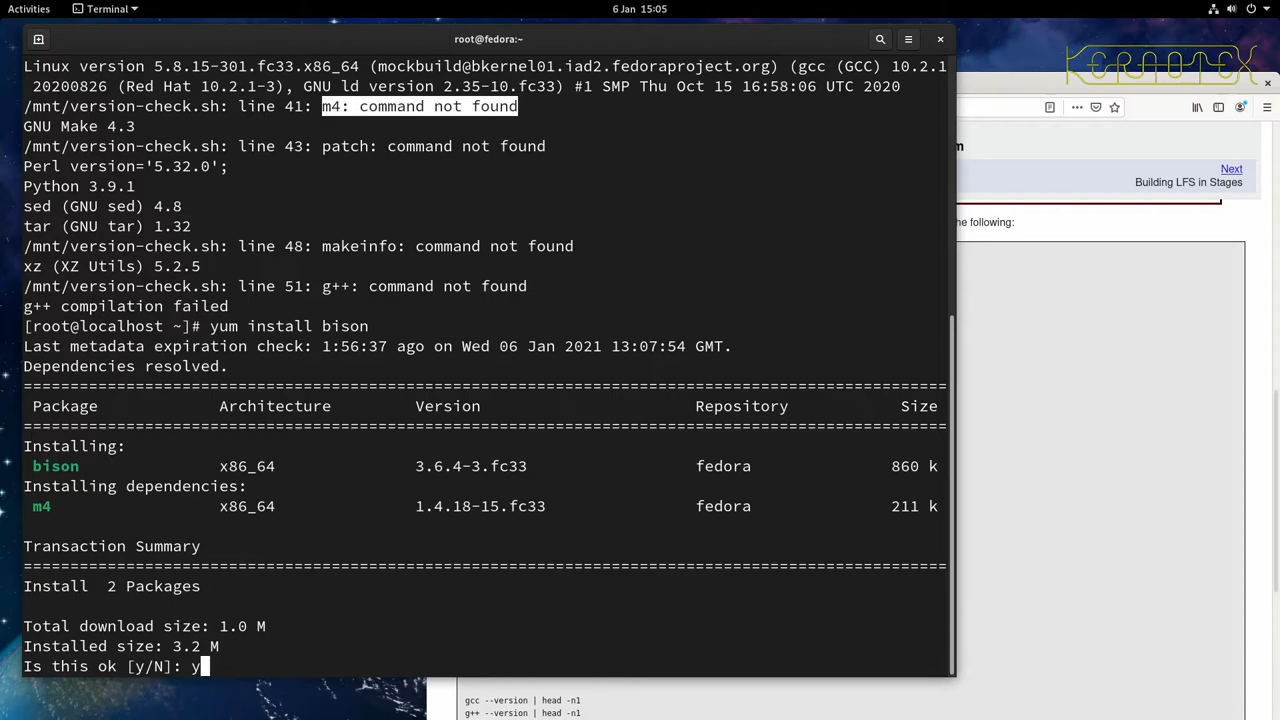 Activities
Terminal
6 Jan 15:05
KERNOTEX
root@fedora:~
Linux version 5.8.15-301.fc33.x86_64 (mockbuild@bkernel01.iad2.fedoraproject.org) (gcc (GCC) 10.2.1
20200826 (Red Hat 10.2.1-3), GNU ld version 2.35-10.fc33) #1 SMP Thu Oct 15 16:58:06 UTC 2020
/mnt/version-check.sh: line 41: m4: command not found
GNU Make 4.3
/mnt/version-check.sh: line 43: patch: command not found
Perl version='5.32.0';
Python 3.9.1
sed (GNU sed) 4.8
tar (GNU tar) 1.32
/mnt/version-check.sh: line 48: makeinfo: command not found
xz (XZ Utils) 5.2.5
/mnt/version-check.sh: line 51: g++: command not found
g++ compilation failed
[root@localhost ~]# yum install bison
Last metadata expiration check: 1:56:37 ago on Wed 06 Jan 2021 13:07:54 GMT.
Dependencies resolved.
================================================================================
Package Architecture Version Repository Size
================================================================================
Installing:
bison x86_64 3.6.4-3.fc33 fedora 860 k
Installing dependencies:
m4 x86_64 1.4.18-15.fc33 fedora 211 k
Transaction Summary
================================================================================
Install 2 Packages
Total download size: 1.0 M
Installed size: 3.2 M
Is this ok [y/N]: y
m
Next
Building LFS in Stages
he following:
gcc --version | head -n1
g++ --version | head -n1